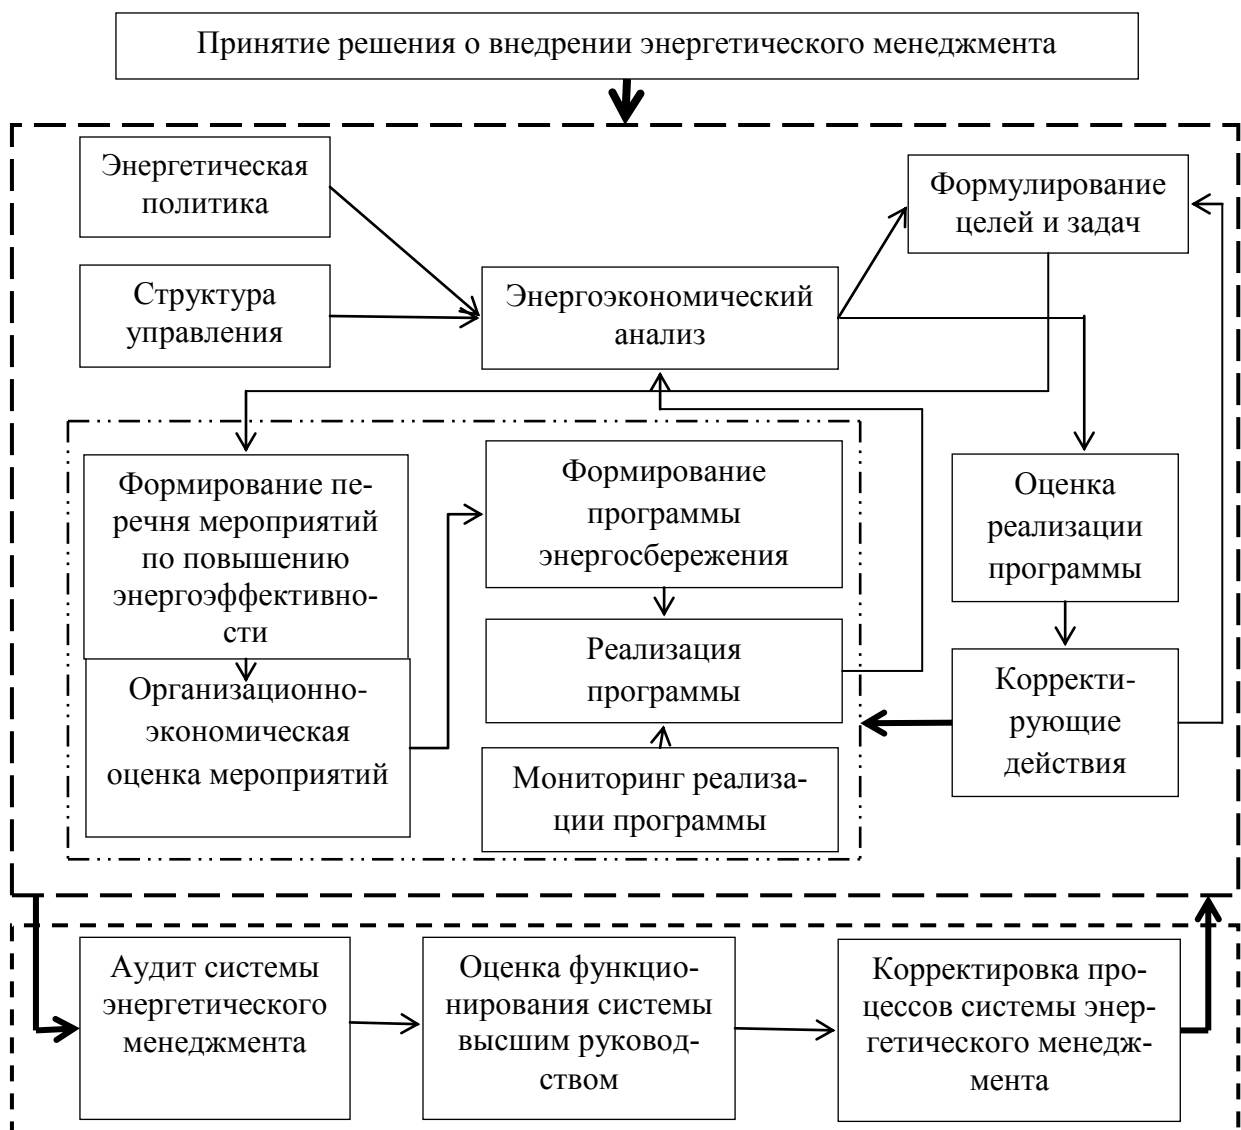 Принятие решения о внедрении энергетического менеджмента
Энергетическая
политика
Формулирование
целей и задач
Структура
управления
Энергоэкономический
анализ
Формирование пе-
речня мероприятий
по повышению
энергоэффективно-
сти
Организационно-
экономическая
оценка мероприятий
Формирование
программы
энергосбережения
Реализация
программы
Мониторинг реализа-
ции программы
Оценка
реализации
программы
Корректи-
рующие
действия
Аудит системы
энергетического
менеджмента
Оценка функцио-
нирования системы
высшим руковод-
ством
Корректировка про-
цессов системы энер-
гетического менедж-
мента